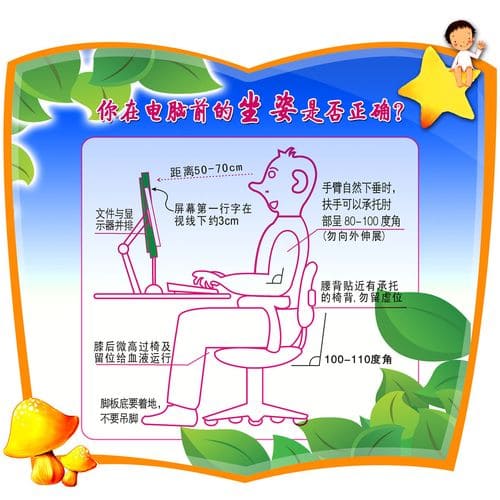 你在电脑前的坐姿是否正确?
距离50-70cm
屏幕第一行字在
视线下约3cm
文件与显
示器并排
手臂自然下垂时,
扶手可以承托肘
部呈80-100度角
(勿向外伸展)
腰背贴近有承托
的椅背,勿留虚位
膝后微高过椅及
留位给血液运行
100-110度角
脚板底要着地,
不要吊脚